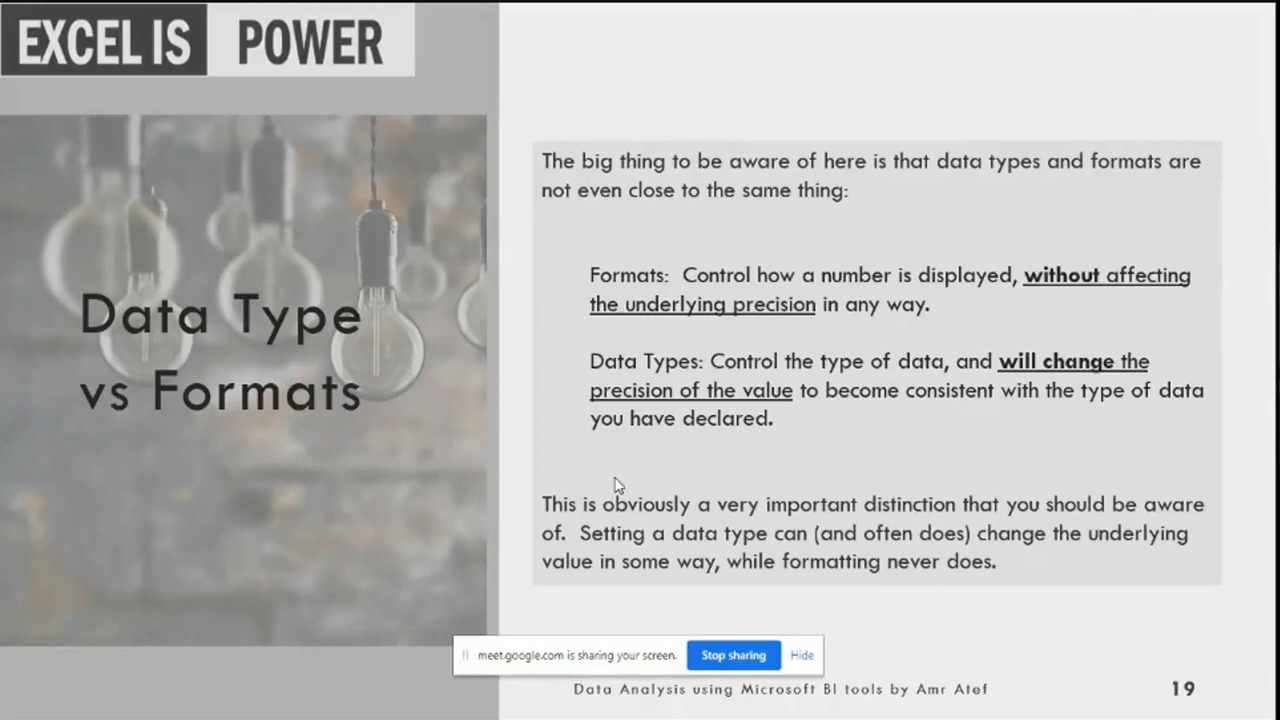 EXCEL IS POWER
Data Type
vs Formats
The big thing to be aware of here is that data types and formats are
not even close to the same thing:
Formats: Control how a number is displayed, without affecting
the underlying precision in any way.
Data Types: Control the type of data, and will change the
precision of the value to become consistent with the type of data
you have declared.
This is obviously a very important distinction that you should be aware
of. Setting a data type can (and often does) change the underlying
value in some way, while formatting never does.
meet.google.com is sharing your screen. Stop sharing Hide
Data Analysis using Microsoft BI tools by Amr Atef 19